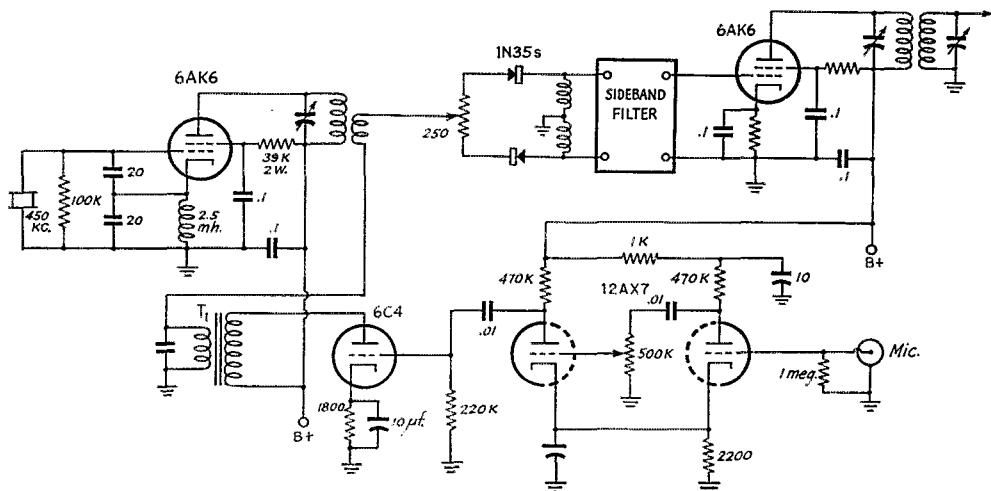 6AK6
1N35s
6AK6
SIDEBAND
FILTER
250
.1
.1
.1
39K
2W.
20
20
100K
450
KC.
2.5
mh.
.1
.1
B+
1K
470K
470K
10
12AX7
.01
.01
500K
Mic.
1 meg.
T1
6C4
1800
10 µf.
220K
2200
B+